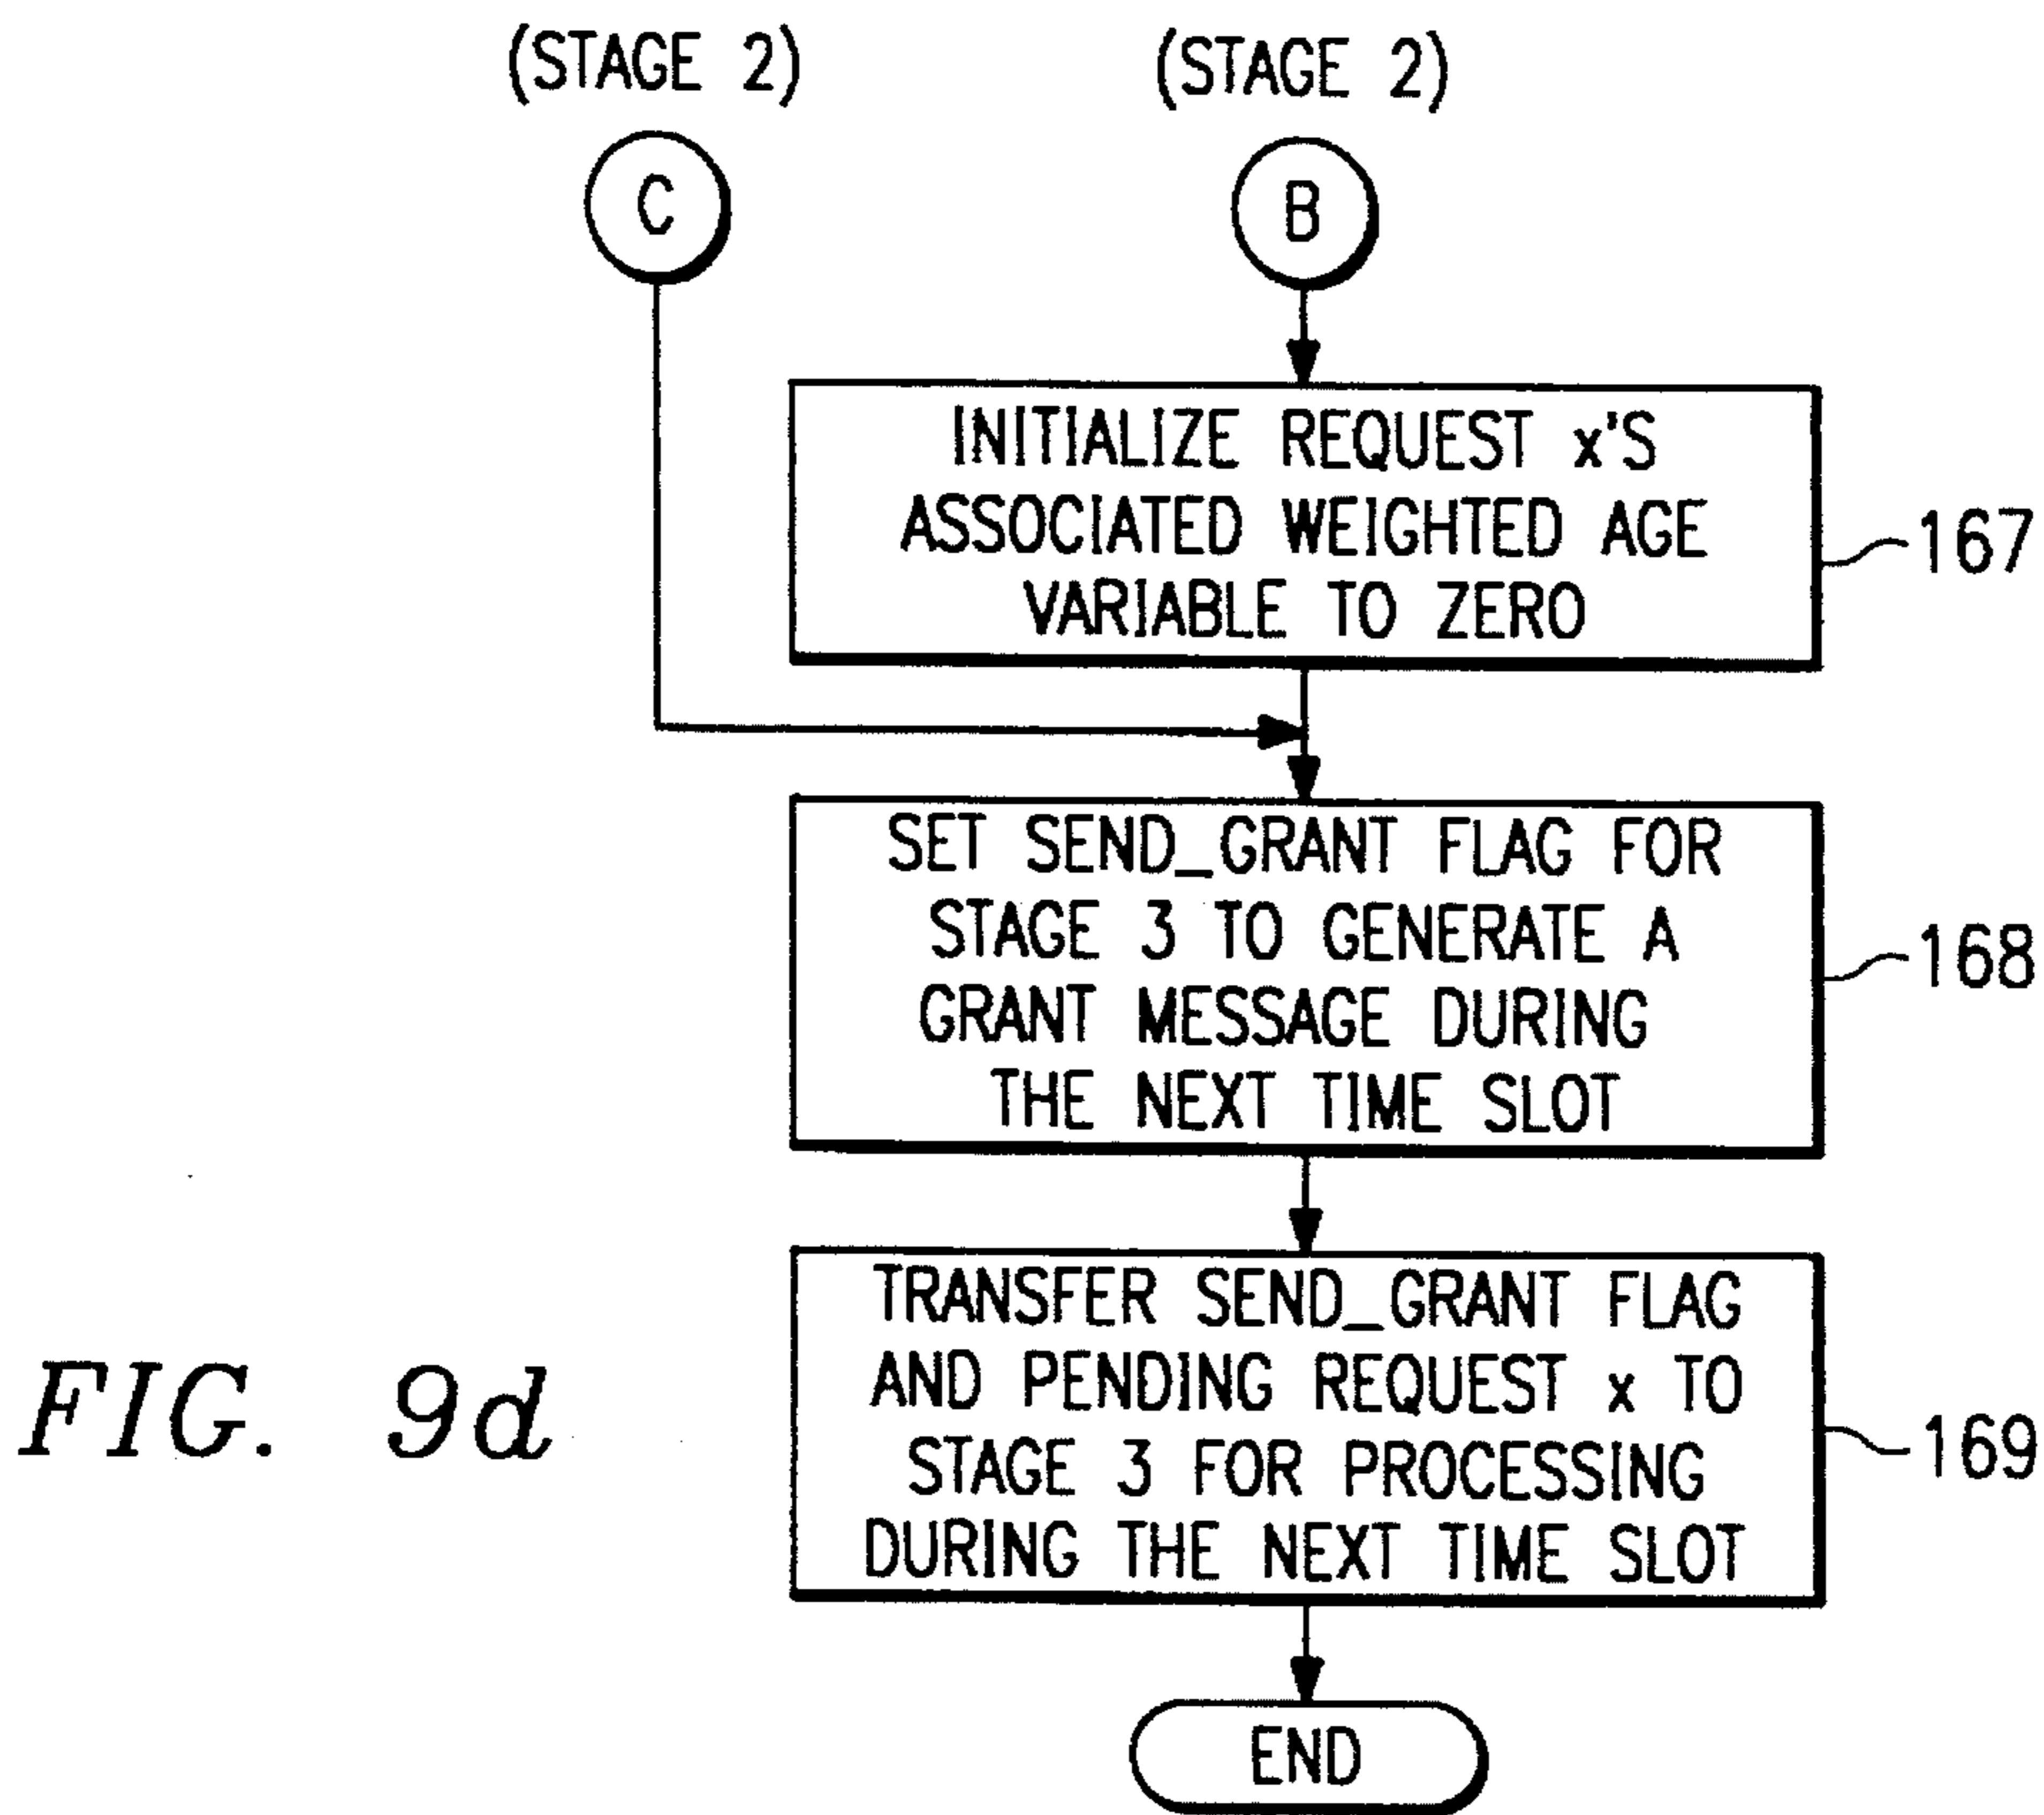 (STAGE 2)
(STAGE 2)
C
B
INITIALIZE REQUEST x'S
ASSOCIATED WEIGHTED AGE
VARIABLE TO ZERO
167
SET SEND_GRANT FLAG FOR
STAGE 3 TO GENERATE A
GRANT MESSAGE DURING
THE NEXT TIME SLOT
168
TRANSFER SEND_GRANT FLAG
AND PENDING REQUEST x TO
STAGE 3 FOR PROCESSING
DURING THE NEXT TIME SLOT
169
FIG. 9d
END